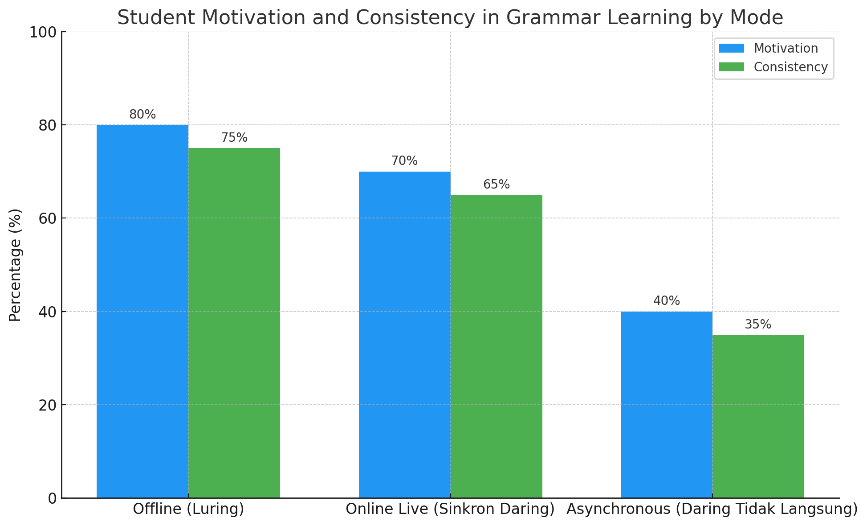 Student Motivation and Consistency in Grammar Learning by Mode
100
Motivation
Consistency
80%
80
75%
70%
65%
60
Percentage (%)
40%
40
35%
20
0
Offline (Luring)
Online Live (Sinkron Daring)
Asynchronous (Daring Tidak Langsung)